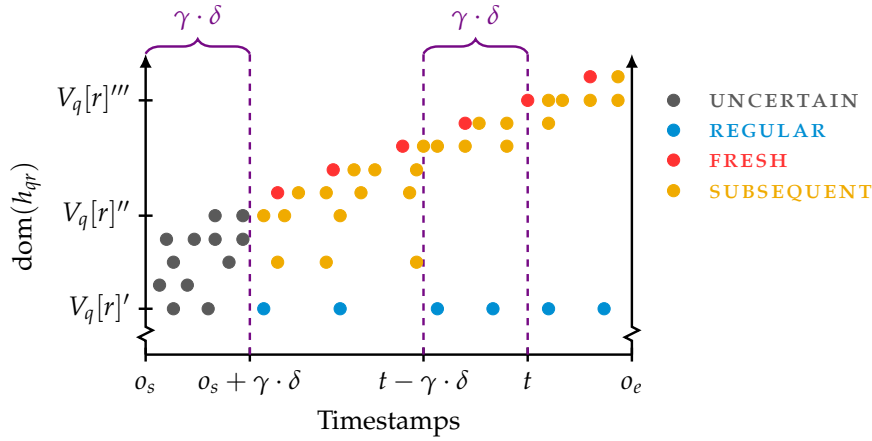 γ · δ γ · δ
V_q[r]′′′
V_q[r]′′
V_q[r]′
dom(h_qr)
o_s o_s + γ · δ t − γ · δ t o_e
Timestamps
UNCERTAIN
REGULAR
FRESH
SUBSEQUENT